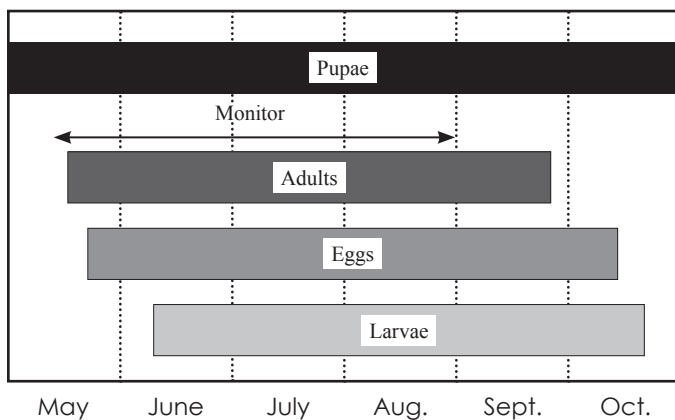 Pupae
Monitor
Adults
Eggs
Larvae
May June July Aug. Sept. Oct.